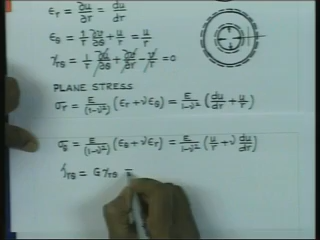 εr = ∂u/∂r = du/dr
εθ = 1/r ∂v/∂θ + u/r = u/r
γrθ = 1/r ∂u/∂θ + ∂v/∂r - v/r = 0
PLANE STRESS
σr = E/(1-ν²) (εr + νεθ) = E/1-ν² (du/dr + ν u/r)
σθ = E/(1-ν²) (εθ + νεr) = E/1-ν² (u/r + ν du/dr)
τrθ = G γrθ =